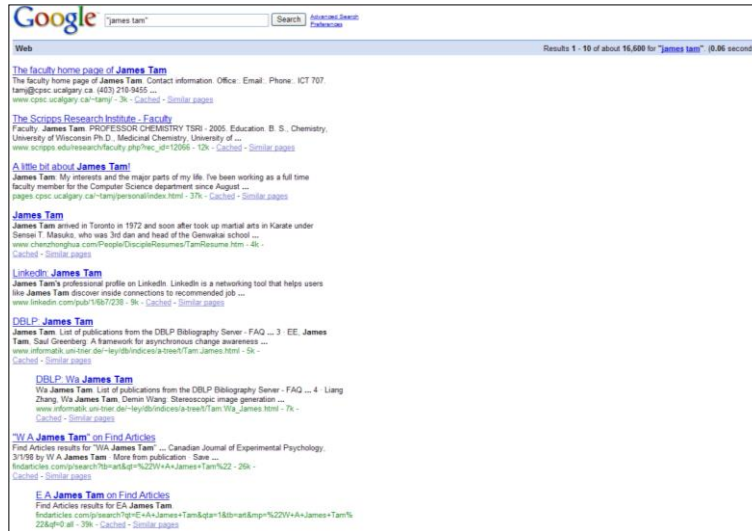 Google
"james tam"
Search
Advanced Search
Preferences
Web
Results 1 - 10 of about 16,600 for "james tam". (0.06 second
The faculty home page of James Tam
The faculty home page of James Tam. Contact information. Office:. Email:. Phone:. ICT 707.
tamj@cpsc.ucalgary.ca. (403) 210-9455 ...
www.cpsc.ucalgary.ca/~tamj/ - 3k - Cached - Similar pages
The Scripps Research Institute - Faculty
Faculty. James Tam. PROFESSOR CHEMISTRY TSRI - 2005. Education. B. S., Chemistry,
University of Wisconsin Ph.D., Medicinal Chemistry, University of ...
www.scripps.edu/research/faculty.php?rec_id=12066 - 12k - Cached - Similar pages
A little bit about James Tam!
James Tam: My interests and the major parts of my life. I've been working as a full time
faculty member for the Computer Science department since August ...
pages.cpsc.ucalgary.ca/~tamj/personal/index.html - 37k - Cached - Similar pages
James Tam
James Tam arrived in Toronto in 1972 and soon after took up martial arts in Karate under
Sensei T. Masuks, who was 3rd dan and head of the Genwakai school ...
www.chenzhonghua.com/People/DiscipleResumes/TamResume.htm - 4k -
Cached - Similar pages
LinkedIn: James Tam
James Tam's professional profile on LinkedIn. LinkedIn is a networking tool that helps users
like James Tam discover inside connections to recommended job ...
www.linkedin.com/pub/1/6b7/238 - 9k - Cached - Similar pages
DBLP: James Tam
James Tam. List of publications from the DBLP Bibliography Server - FAQ ... 3 · EE, James
Tam, Saul Greenberg: A framework for asynchronous change awareness ...
www.informatik.uni-trier.de/~ley/db/indices/a-tree/t/Tam:James.html - 5k -
Cached - Similar pages
DBLP: Wa James Tam
Wa James Tam. List of publications from the DBLP Bibliography Server - FAQ ... 4 · Liang
Zhang, Wa James Tam, Demin Wang: Stereoscopic image generation ...
www.informatik.uni-trier.de/~ley/db/indices/a-tree/t/Tam:Wa_James.html - 7k -
Cached - Similar pages
"W A James Tam" on Find Articles
Find Articles results for "WA James Tam" ... Canadian Journal of Experimental Psychology,
3/1/98 by W A James Tam · More from publication · Save ...
findarticles.com/p/search?tb=art&qt=%22W+A+James+Tam%22 - 26k -
Cached - Similar pages
E A James Tam on Find Articles
Find Articles results for EA James Tam.
findarticles.com/p/search?qt=E+A+James+Tam&qta=1&tb=art&mp=%22W+A+James+Tam%
22&qf=0:all - 39k - Cached - Similar pages